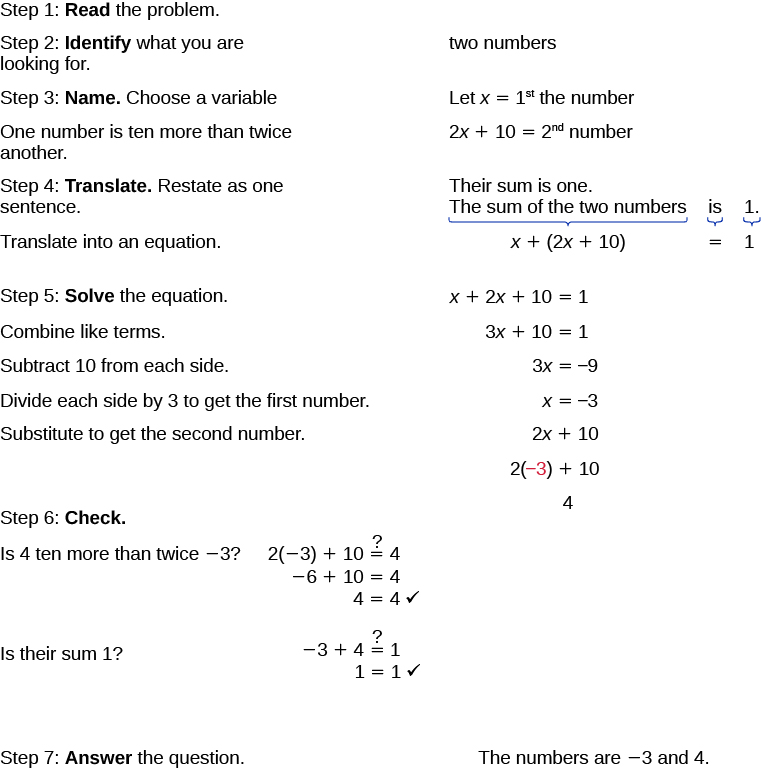 Step 1: Read the problem.
Step 2: Identify what you are looking for.
two numbers
Step 3: Name. Choose a variable
Let x = 1st the number
One number is ten more than twice another.
2x + 10 = 2nd number
Step 4: Translate. Restate as one sentence.
Their sum is one.
The sum of the two numbers is 1.
Translate into an equation.
x + (2x + 10) = 1
Step 5: Solve the equation.
x + 2x + 10 = 1
Combine like terms.
3x + 10 = 1
Subtract 10 from each side.
3x = −9
Divide each side by 3 to get the first number.
x = −3
Substitute to get the second number.
2x + 10
2(−3) + 10
4
Step 6: Check.
Is 4 ten more than twice −3?
2(−3) + 10 ≟ 4
−6 + 10 = 4
4 = 4 ✓
Is their sum 1?
−3 + 4 ≟ 1
1 = 1 ✓
Step 7: Answer the question.
The numbers are −3 and 4.